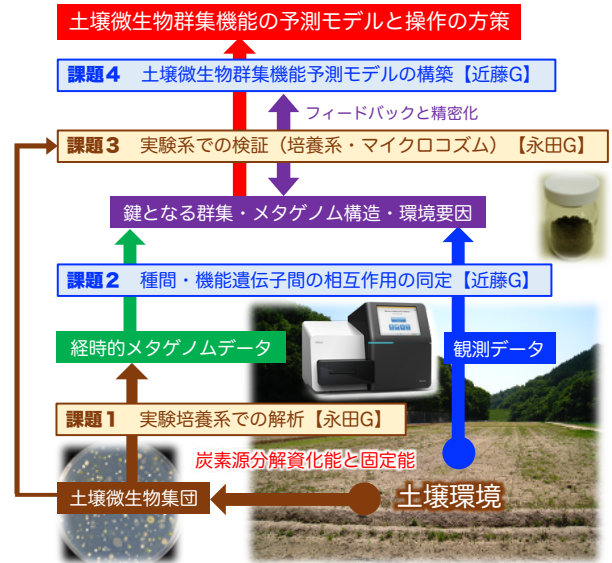 土壌微生物群集機能の予測モデルと操作の方策
課題4 土壌微生物群集機能予測モデルの構築【近藤G】
フィードバックと精密化
課題3 実験系での検証（培養系・マイクロコズム）【永田G】
鍵となる群集・メタゲノム構造・環境要因
課題2 種間・機能遺伝子間の相互作用の同定【近藤G】
経時的メタゲノムデータ
観測データ
課題1 実験培養系での解析【永田G】
炭素源分解資化能と固定能
土壌微生物集団
土壌環境